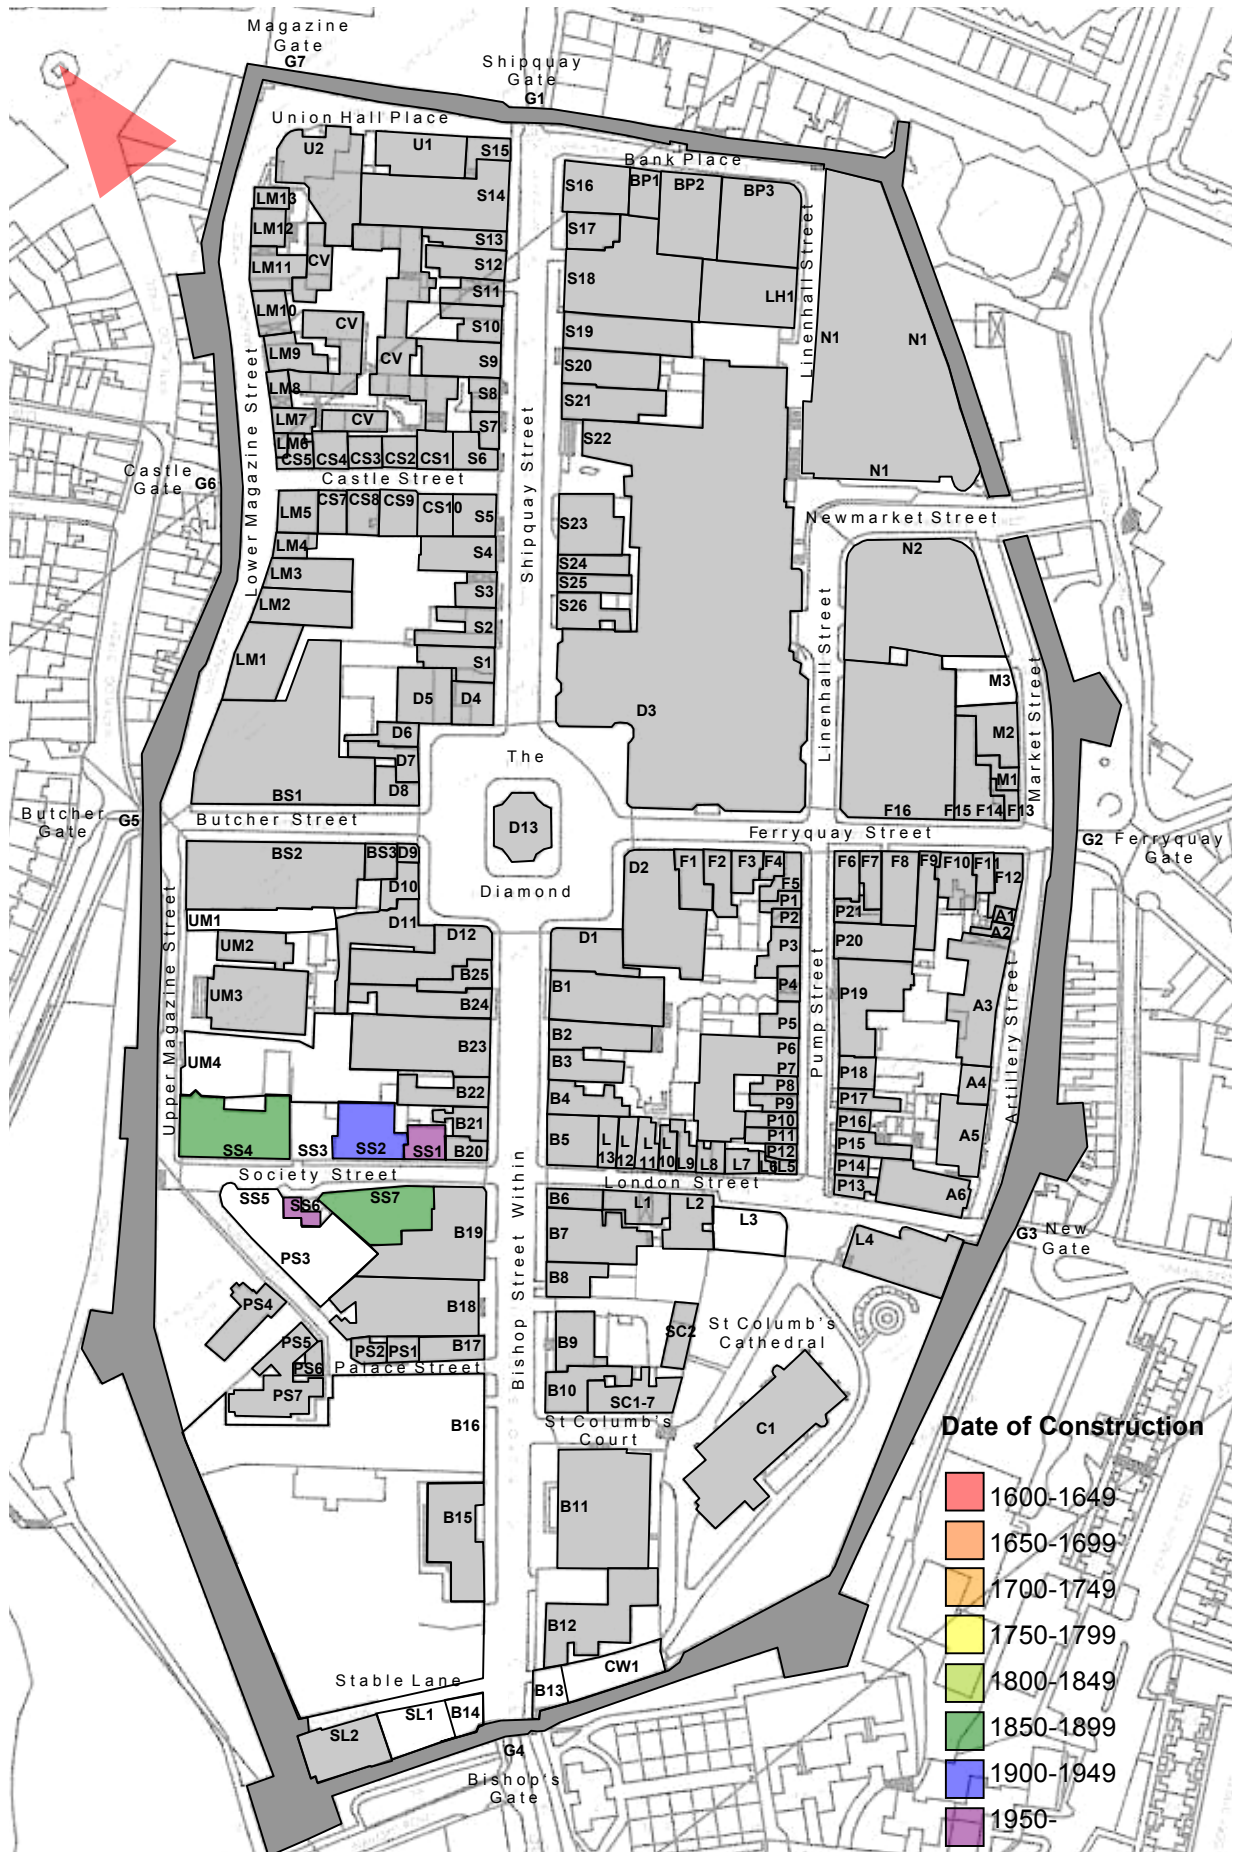 Magazine
Gate
G7
Shipquay
Gate
G1
Union Hall Place
U2
U1
S15
Bank Place
S14
S16
BP1
BP2
BP3
LM13
LM12
S17
S13
LM11
CV
S12
S18
Linenhall Street
S11
LH1
LM10
CV
S10
S19
N1
N1
LM9
CV
S9
S20
LM8
S8
S21
Lower Magazine Street
LM7
CV
S7
Shipquay Street
S22
LM6
CS5
CS4
CS3
CS2
CS1
S6
Castle
Gate
G6
Castle Street
N1
LM5
CS7
CS8
CS9
CS10
S5
S23
Newmarket Street
LM4
S4
N2
LM3
S24
S25
LM2
S3
S26
S2
Linenhall Street
LM1
S1
M3
Market Street
D5
D4
D3
D6
M2
The
D7
M1
BS1
D8
F16
F15
F14
F13
Butcher
Gate
G5
Butcher Street
D13
Ferryquay Street
G2
Ferryquay
Gate
BS2
BS3
D9
D2
F1
F2
F3
F4
F5
F6
F7
F8
F9
F10
F11
F12
D10
Diamond
P1
UM1
D11
P2
P21
A1
A2
UM2
D12
D1
P3
P20
Upper Magazine Street
B25
Pump Street
UM3
B24
B1
P4
P19
A3
Artillery Street
P5
B2
B23
P6
UM4
B3
P7
P18
A4
B22
P8
B4
P9
P17
B21
P10
P16
A5
SS4
SS3
SS2
SS1
B20
B5
L
13
L
12
L
11
L
10
L9
L8
L7
L6
L5
P11
P12
P15
P14
Society Street
London Street
P13
A6
SS5
SS6
SS7
B6
L1
L2
L3
B19
B7
L4
G3
New
Gate
PS3
B8
PS4
B18
Bishop Street Within
St Columb's
Cathedral
PS5
B9
SC2
PS2
PS1
B17
PS6
Palace Street
PS7
B10
SC1-7
B16
St Columb's
Court
C1
Date of Construction
1600-1649
B15
B11
1650-1699
1700-1749
B12
1750-1799
CW1
Stable Lane
B13
1800-1849
SL1
B14
SL2
1850-1899
G4
Bishop's
Gate
1900-1949
1950-